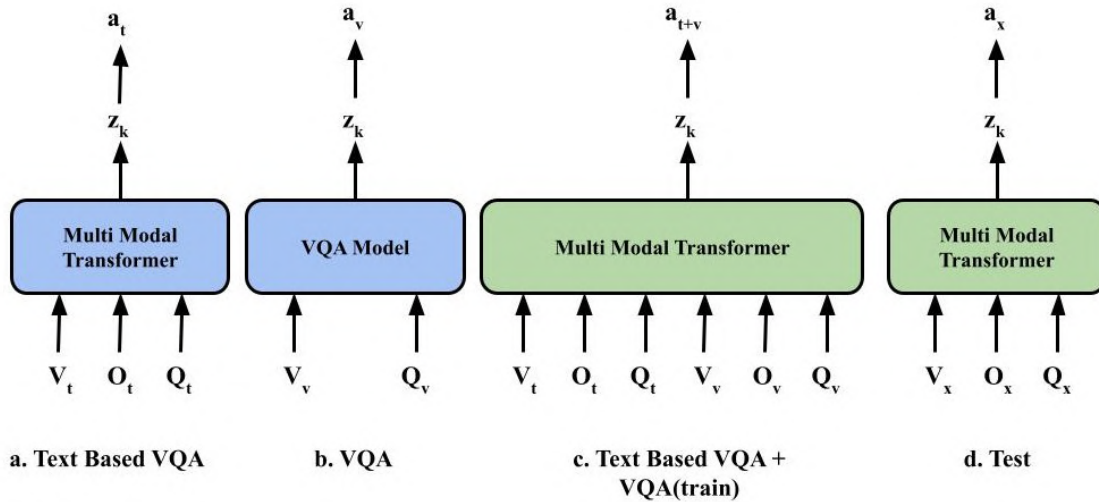 a_t a_v a_{t+v} a_x
z_k z_k z_k z_k
Multi Modal
Transformer
VQA Model
Multi Modal Transformer
Multi Modal
Transformer
V_t O_t Q_t V_v Q_v V_t O_t Q_t V_v O_v Q_v V_x O_x Q_x
a. Text Based VQA
b. VQA
c. Text Based VQA +
VQA(train)
d. Test